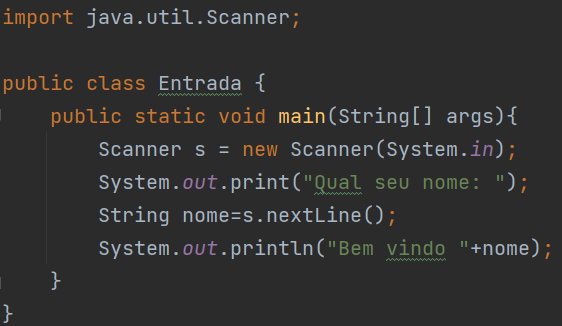 import java.util.Scanner;
public class Entrada {
public static void main(String[] args){
Scanner s = new Scanner(System.in);
System.out.print("Qual seu nome: ");
String nome=s.nextLine();
System.out.println("Bem vindo "+nome);
}
}